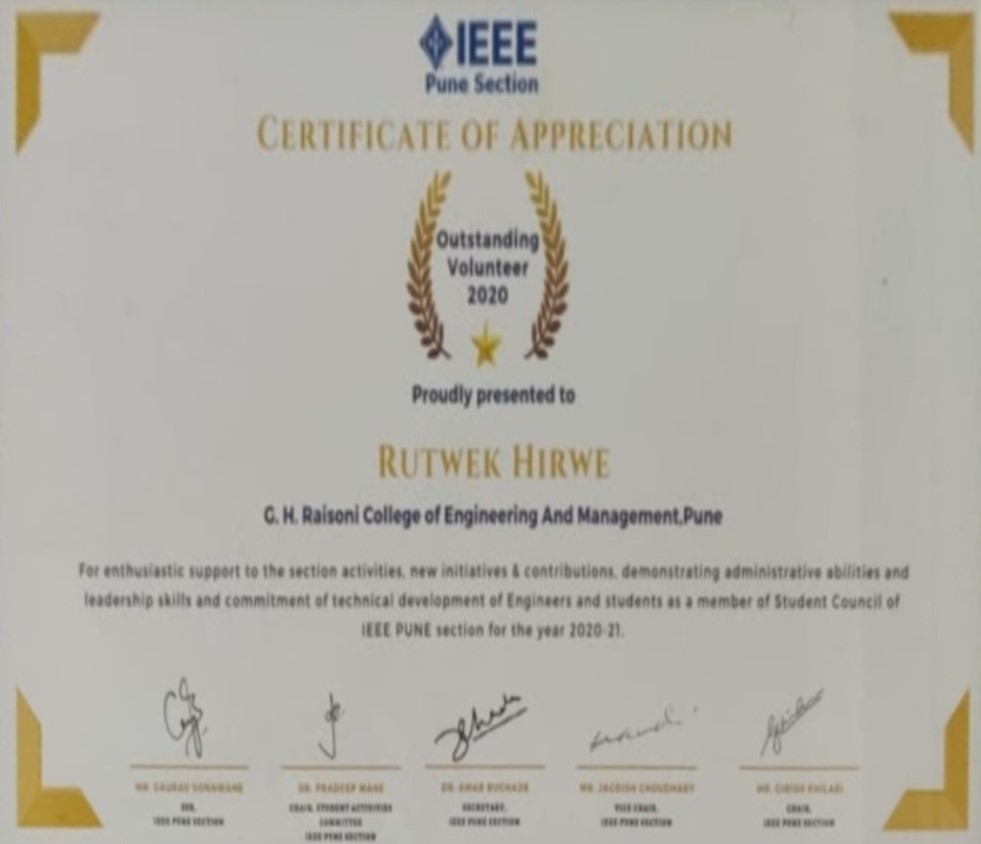 IEEE
Pune Section
CERTIFICATE OF APPRECIATION
Outstanding
Volunteer
2020
Proudly presented to
RUTWEK HIRWE
G. H. Raisoni College of Engineering And Management,Pune
For enthusiastic support to the section activities, new initiatives & contributions, demonstrating administrative abilities and
leadership skills and commitment of technical development of Engineers and students as a member of Student Council of
IEEE PUNE section for the year 2020-21.
MR. GAURAV SONAWANE
SSR,
IEEE PUNE SECTION
DR. PRADEEP MANE
CHAIR, STUDENT ACTIVITIES
COMMITTEE
IEEE PUNE SECTION
DR. AMAR BUCHADE
SECRETARY,
IEEE PUNE SECTION
MR. JAGDISH CHOUDHARY
VICE CHAIR,
IEEE PUNE SECTION
MR. GIRISH KHILARI
CHAIR,
IEEE PUNE SECTION